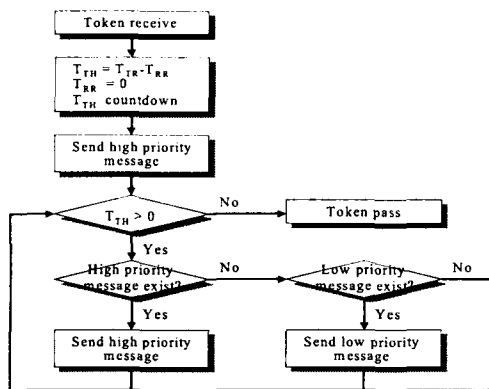 Token receive
T_TH = T_TR-T_RR
T_RR = 0
T_TH countdown
Send high priority
message
T_TH > 0
No
Token pass
Yes
High priority
message exist?
No
Low priority
message exist?
No
Yes
Yes
Send high priority
message
Send low priority
message